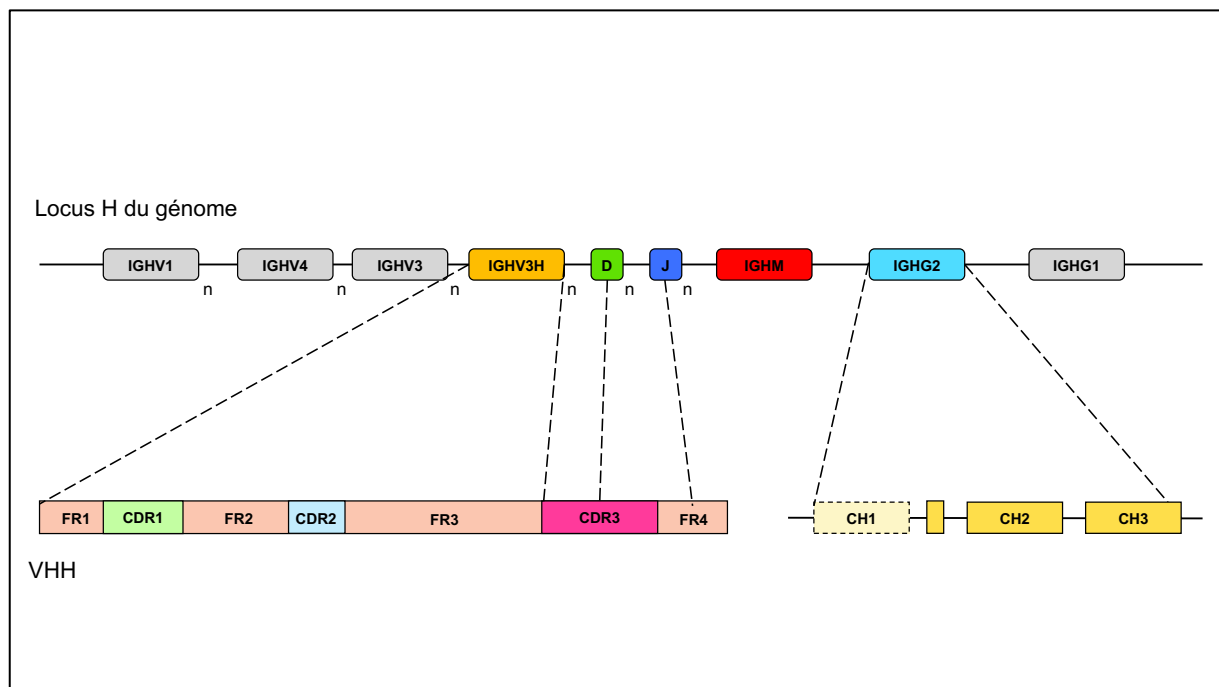 Locus H du génome
IGHV1 IGHV4 IGHV3 IGHV3H D J IGHM IGHG2 IGHG1
n n n n n n
FR1 CDR1 FR2 CDR2 FR3 CDR3 FR4 CH1 CH2 CH3
VHH